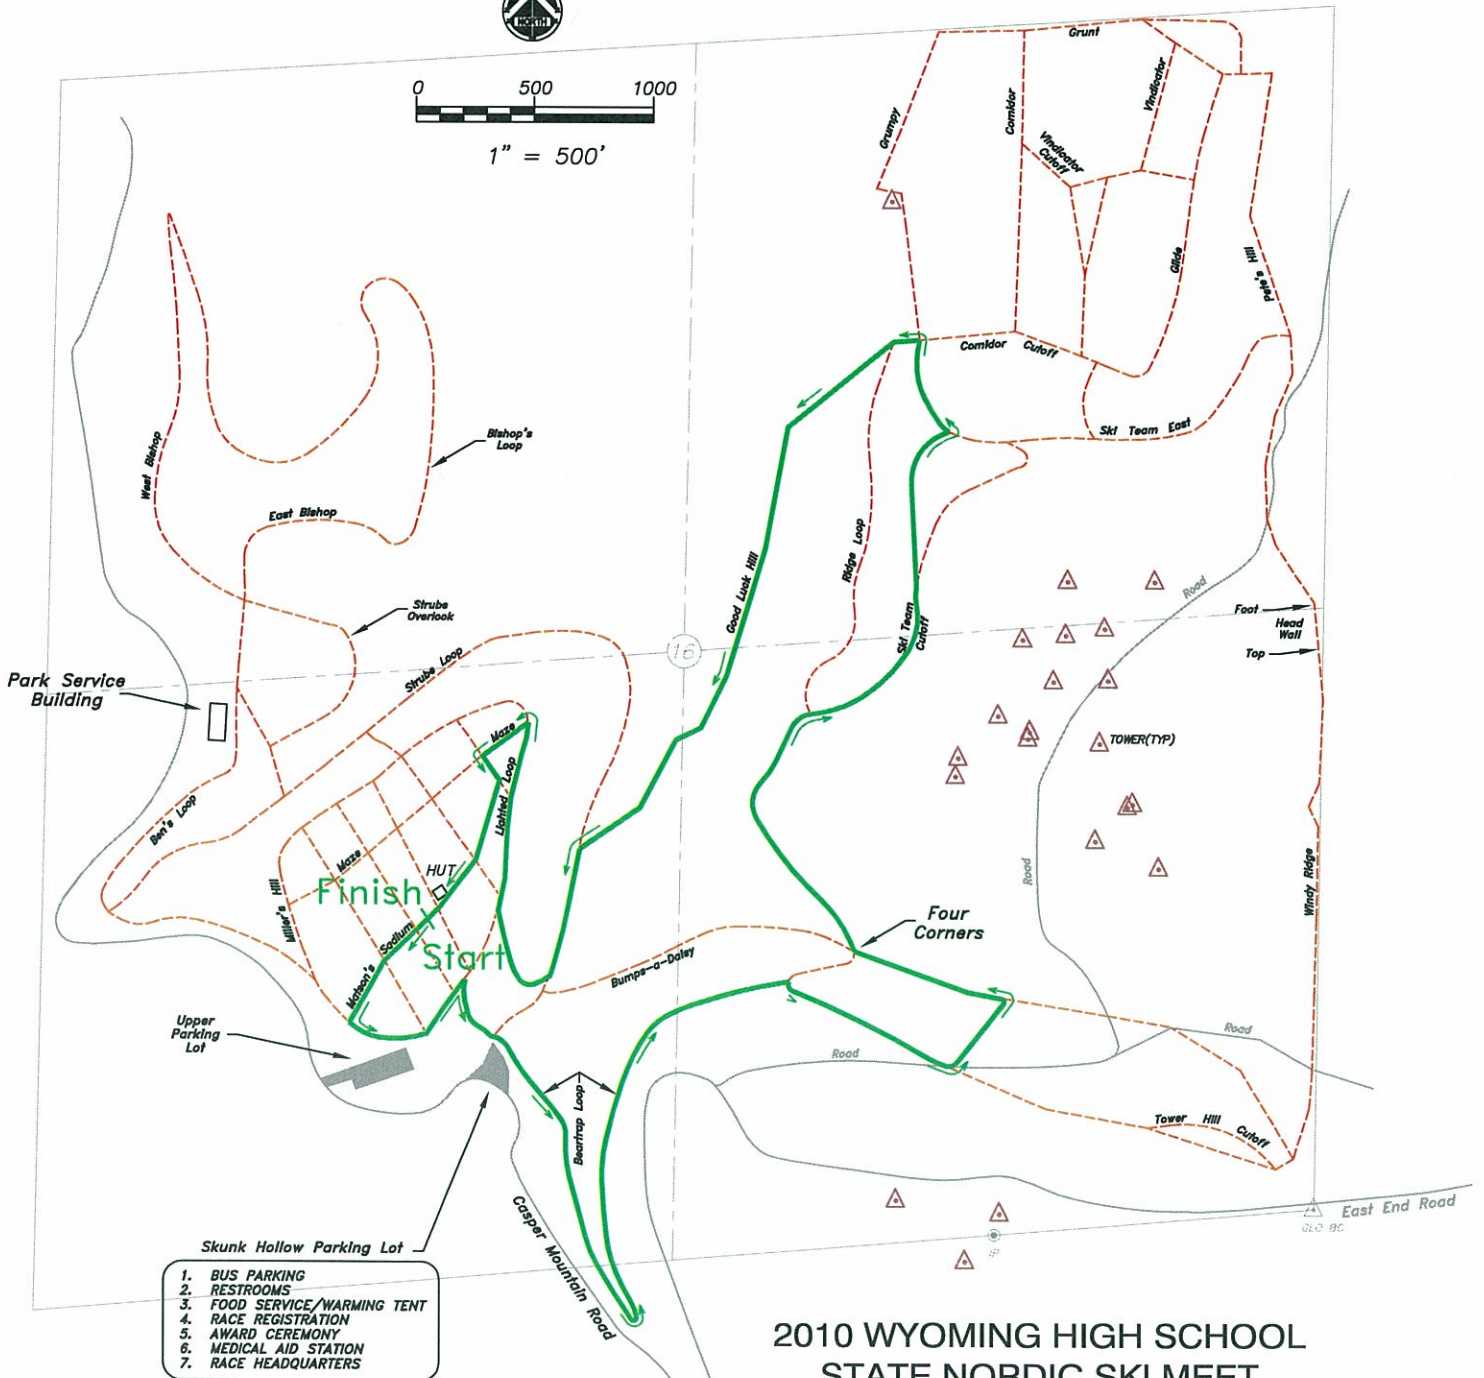 NORTH
0 500 1000
1" = 500'
Grunt
Grumpy
Corridor
Vindicator
Vindicator
Cutoff
Glide
Pete's Hill
Corridor Cutoff
Ski Team East
West Bishop
Bishop's
Loop
East Bishop
Strube
Overlook
Strube Loop
Good Luck Hill
Ridge Loop
Ski Team
Cutoff
16
Road
Foot
Head
Wall
Top
Park Service
Building
Maze
Lighted Loop
TOWER(TYP)
Ben's Loop
Maze
HUT
Finish
Miller's Hill
Road
Windy Ridge
Four
Corners
Matson's Sodium
Start
Bumps-a-Daisy
Upper
Parking
Lot
Road
Road
Beartrap Loop
Tower Hill Cutoff
Casper Mountain Road
East End Road
GLO BC
IP
Skunk Hollow Parking Lot
1. BUS PARKING
2. RESTROOMS
3. FOOD SERVICE/WARMING TENT
4. RACE REGISTRATION
5. AWARD CEREMONY
6. MEDICAL AID STATION
7. RACE HEADQUARTERS
2010 WYOMING HIGH SCHOOL
STATE NORDIC SKI MEET